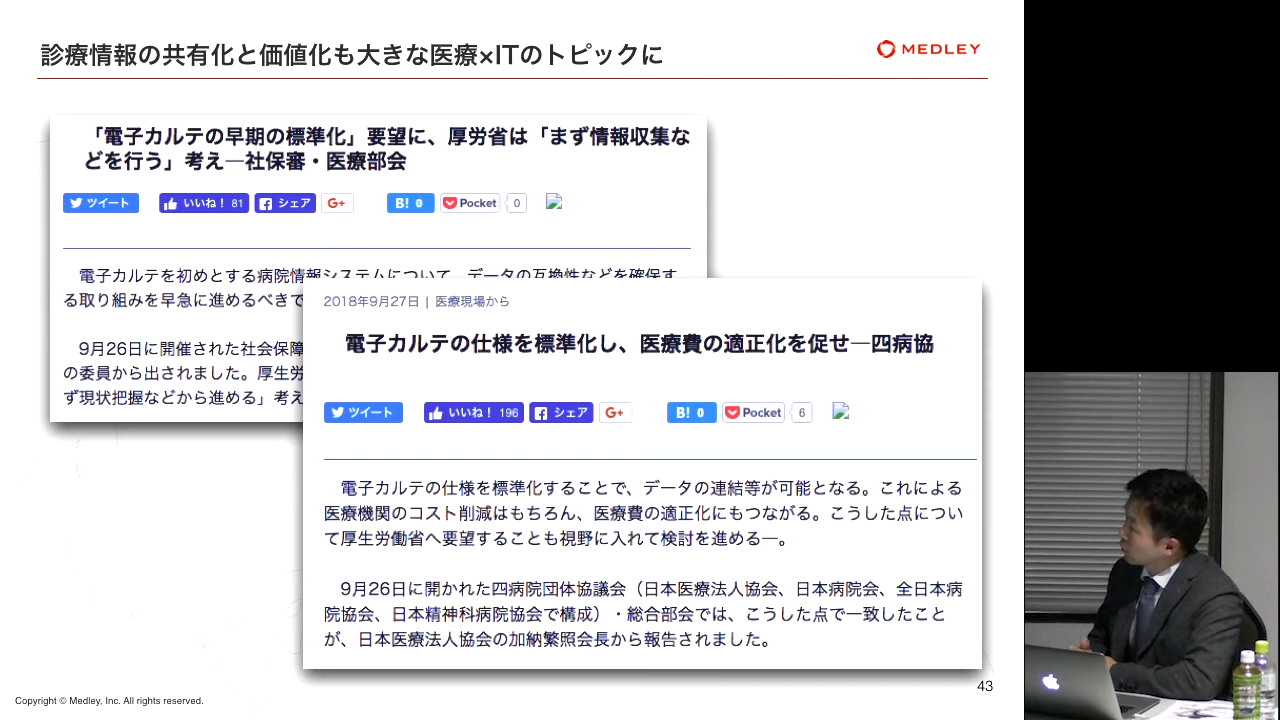 診療情報の共有化と価値化も大きな医療×ITのトピックに
MEDLEY
「電子カルテの早期の標準化」要望に、厚労省は「まず情報収集な
どを行う」考え―社保審・医療部会
ツイート いいね！ 81 シェア G+ B! 0 Pocket 0
電子カルテを初めとする病院情報システムについて、データの互換性などを確保す
る取り組みを早急に進めるべきで
9月26日に開催された社会保障
の委員から出されました。厚生労
ず現状把握などから進める」考え
2018年9月27日 | 医療現場から
電子カルテの仕様を標準化し、医療費の適正化を促せ―四病協
ツイート いいね！ 196 シェア G+ B! 0 Pocket 6
電子カルテの仕様を標準化することで、データの連結等が可能となる。これによる
医療機関のコスト削減はもちろん、医療費の適正化にもつながる。こうした点につい
て厚生労働省へ要望することも視野に入れて検討を進める―。
9月26日に開かれた四病院団体協議会（日本医療法人協会、日本病院会、全日本病
院協会、日本精神科病院協会で構成）・総合部会では、こうした点で一致したこと
が、日本医療法人協会の加納繁照会長から報告されました。
43
Copyright © Medley, Inc. All rights reserved.